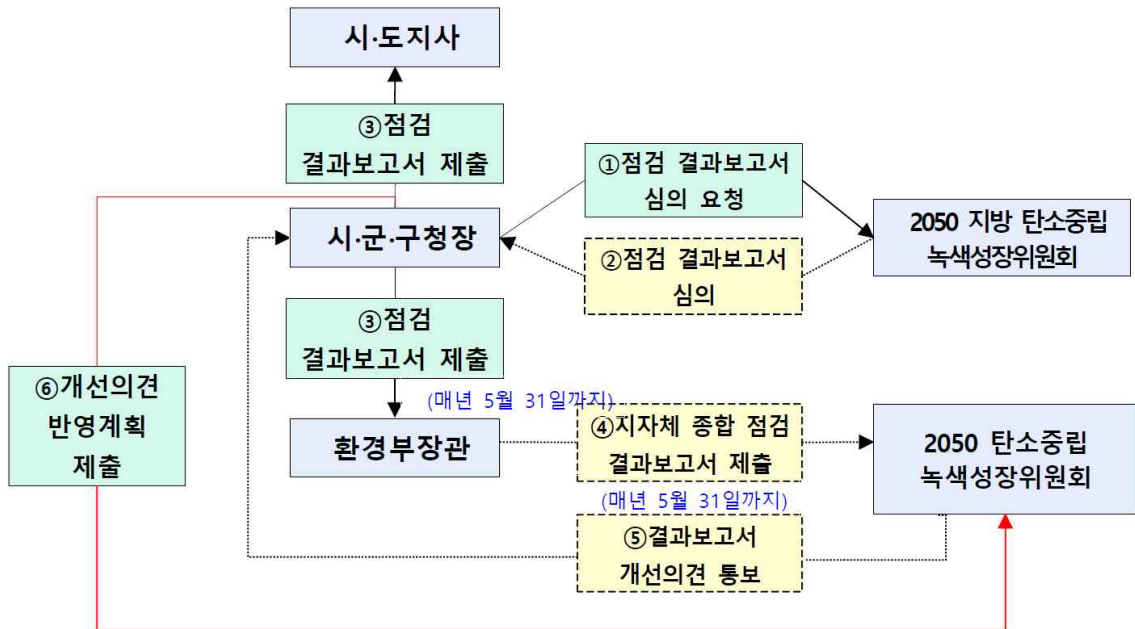 시·도지사
③점검
결과보고서 제출
①점검 결과보고서
심의 요청
2050 지방 탄소중립
녹색성장위원회
시·군·구청장
②점검 결과보고서
심의
③점검
결과보고서 제출
⑥개선의견
반영계획
제출
(매년 5월 31일까지)
환경부장관
④지자체 종합 점검
결과보고서 제출
2050 탄소중립
녹색성장위원회
(매년 5월 31일까지)
⑤결과보고서
개선의견 통보